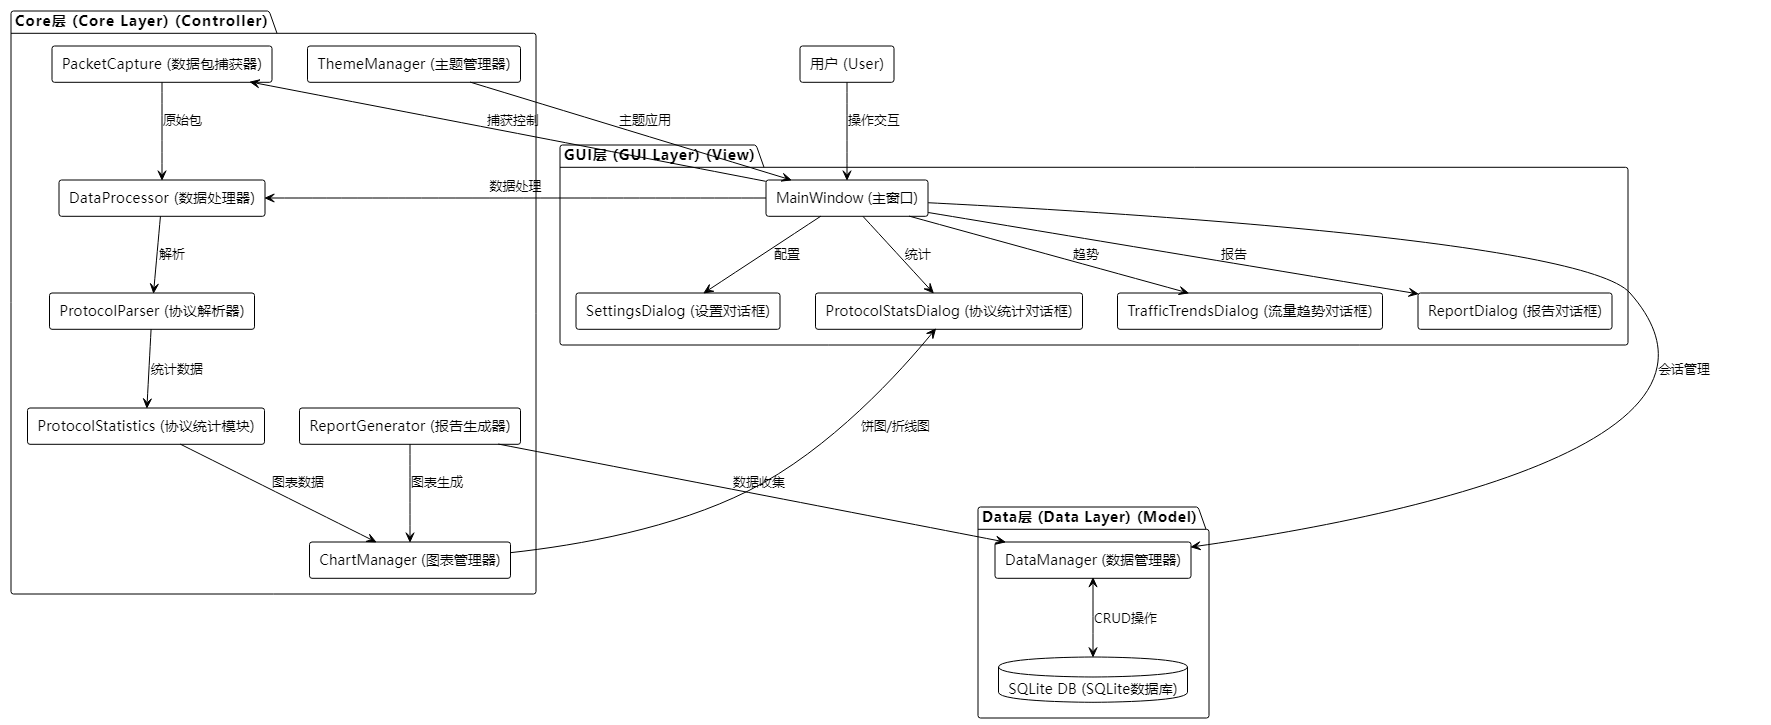 Core层 (Core Layer) (Controller)
PacketCapture (数据包捕获器)
ThemeManager (主题管理器)
用户 (User)
原始包
捕获控制
主题应用
操作交互
GUI层 (GUI Layer) (View)
DataProcessor (数据处理器)
数据处理
MainWindow (主窗口)
解析
配置
统计
趋势
报告
ProtocolParser (协议解析器)
SettingsDialog (设置对话框)
ProtocolStatsDialog (协议统计对话框)
TrafficTrendsDialog (流量趋势对话框)
ReportDialog (报告对话框)
统计数据
会话管理
ProtocolStatistics (协议统计模块)
ReportGenerator (报告生成器)
饼图/折线图
图表数据
图表生成
数据收集
Data层 (Data Layer) (Model)
ChartManager (图表管理器)
DataManager (数据管理器)
CRUD操作
SQLite DB (SQLite数据库)